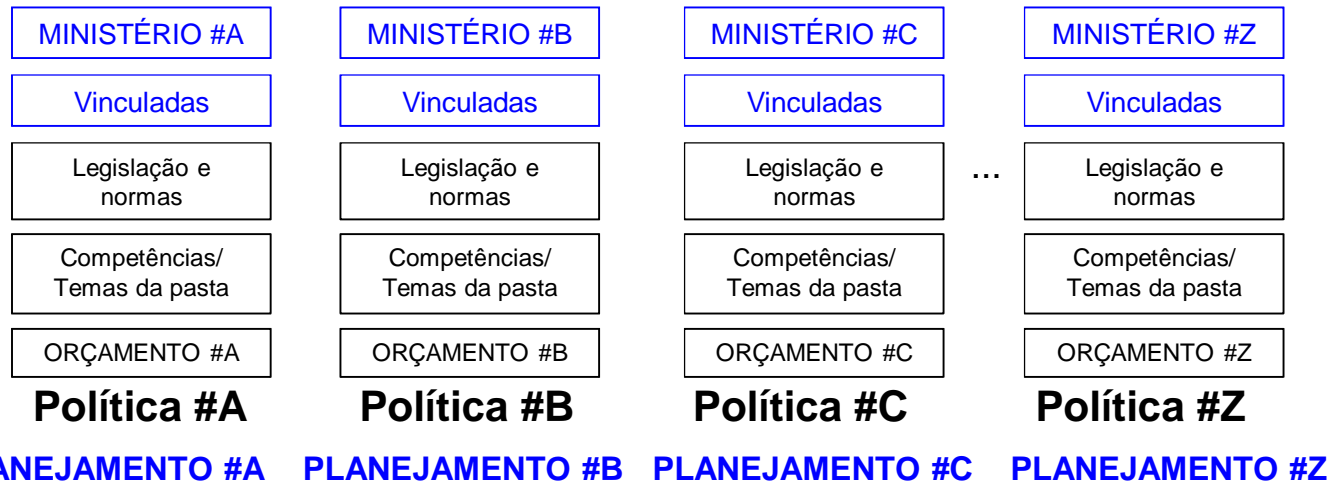 MINISTÉRIO #A MINISTÉRIO #B MINISTÉRIO #C MINISTÉRIO #Z
Vinculadas Vinculadas Vinculadas Vinculadas
Legislação e Legislação e Legislação e ... Legislação e
normas normas normas normas
Competências/ Competências/ Competências/ Competências/
Temas da pasta Temas da pasta Temas da pasta Temas da pasta
ORÇAMENTO #A ORÇAMENTO #B ORÇAMENTO #C ORÇAMENTO #Z
Política #A Política #B Política #C Política #Z
ANEJAMENTO #A PLANEJAMENTO #B PLANEJAMENTO #C PLANEJAMENTO #Z